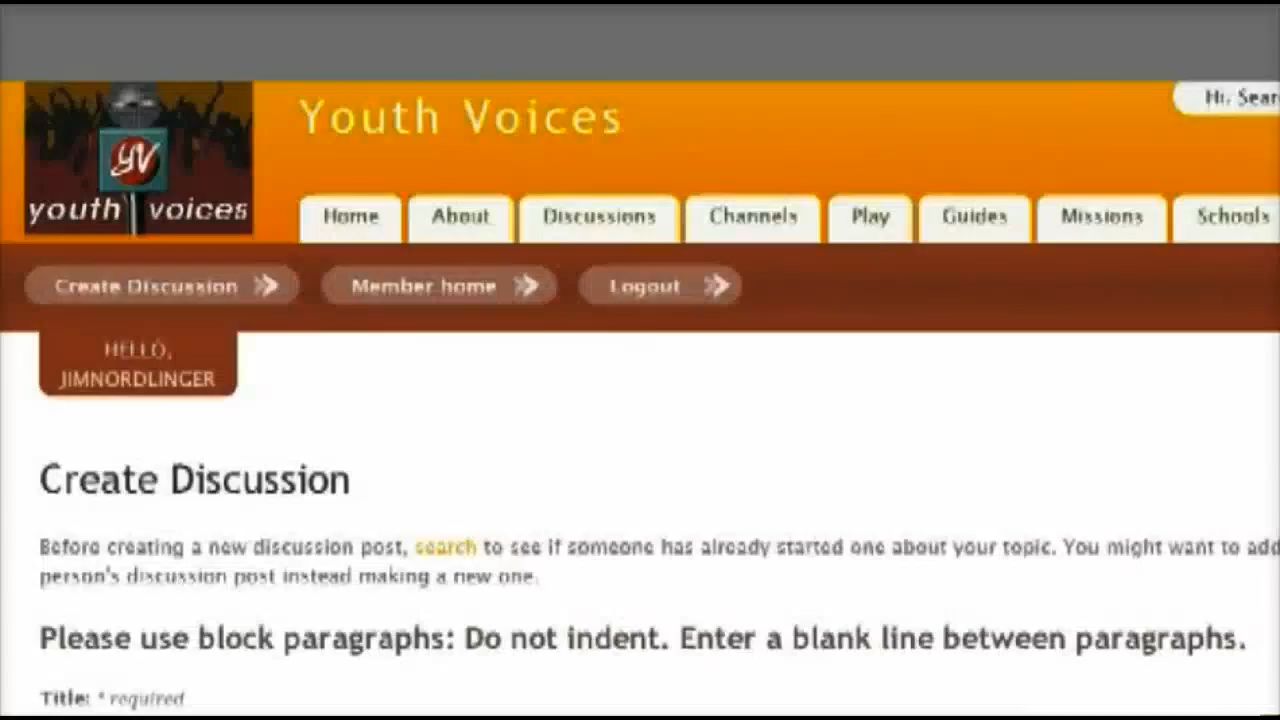 Hi, Sear
Youth Voices
YV
youth voices
Home About Discussions Channels Play Guides Missions Schools
Create Discussion Member home Logout
HELLO,
JIMNORDLINGER
Create Discussion
Before creating a new discussion post, search to see if someone has already started one about your topic. You might want to add
person's discussion post instead making a new one.
Please use block paragraphs: Do not indent. Enter a blank line between paragraphs.
Title: * required